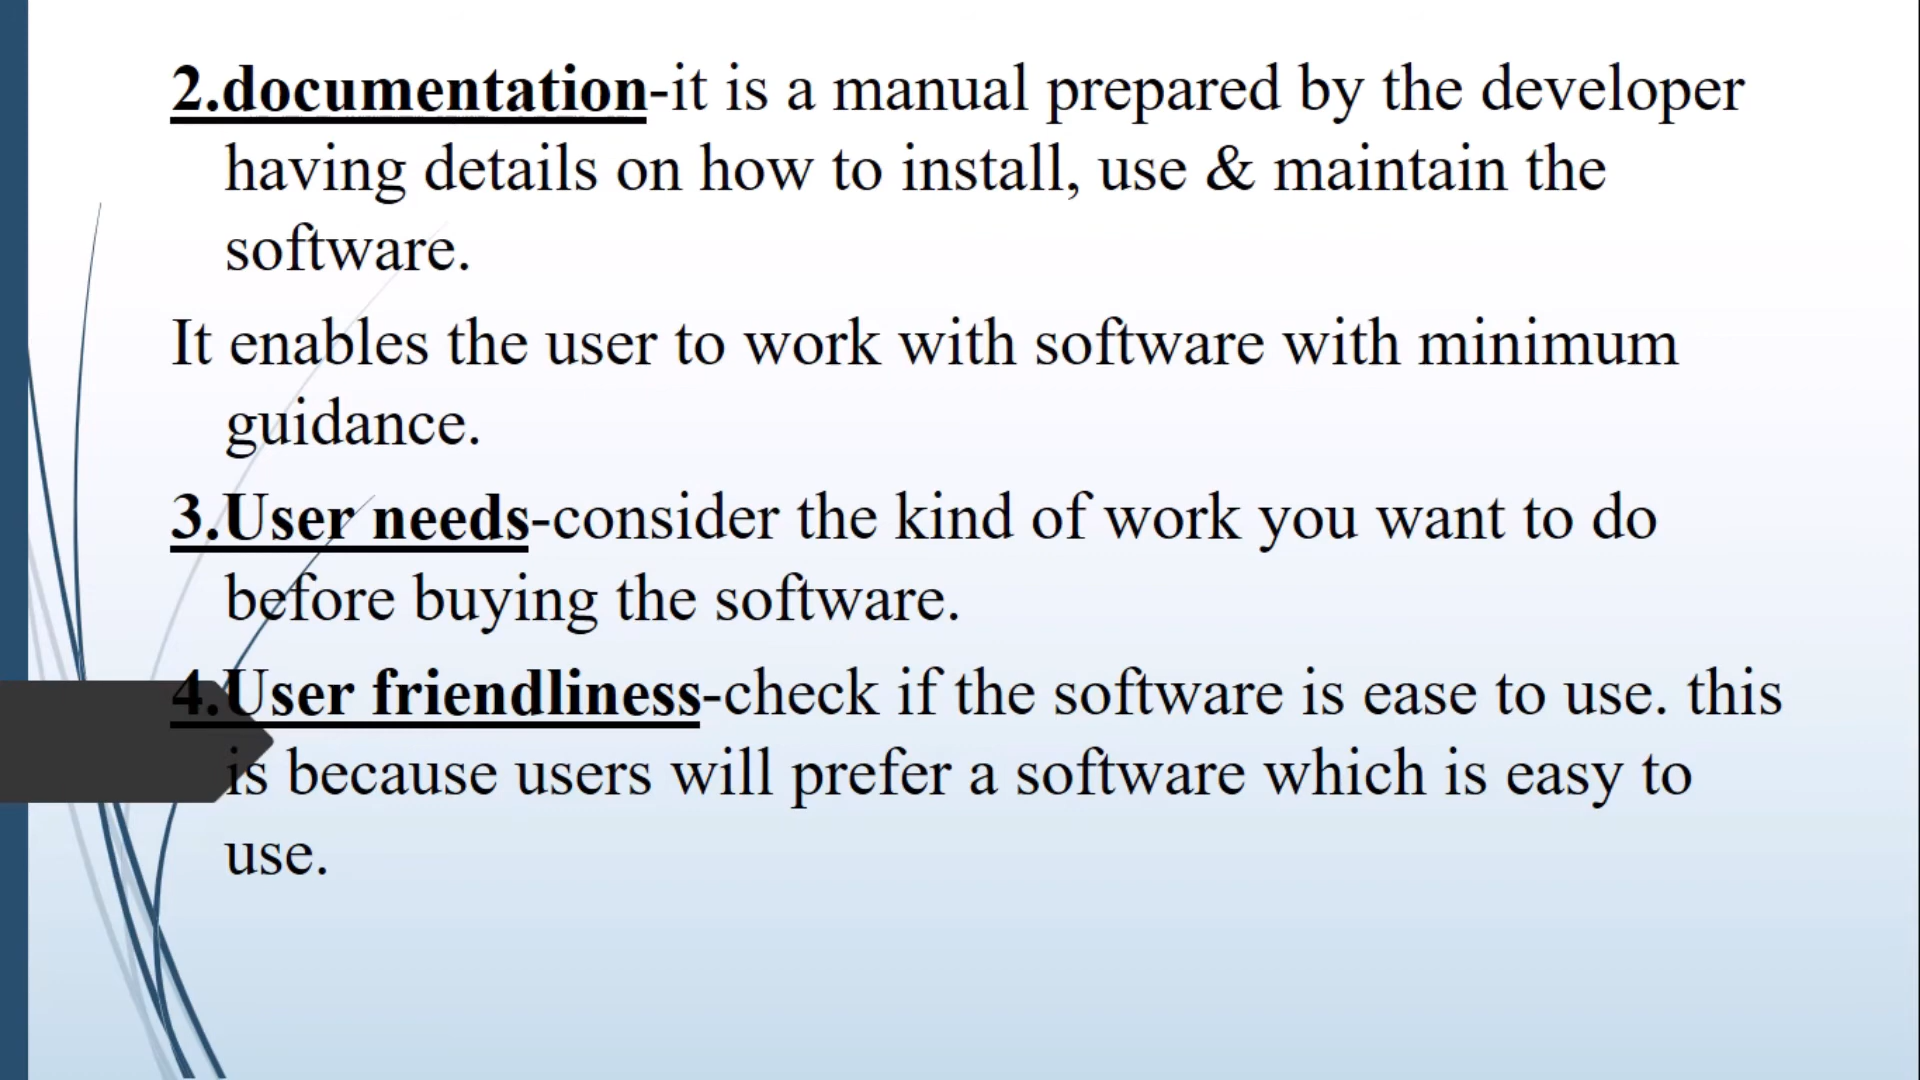 2.documentation-it is a manual prepared by the developer
having details on how to install, use & maintain the
software.
It enables the user to work with software with minimum
guidance.
3.User needs-consider the kind of work you want to do
before buying the software.
4.User friendliness-check if the software is ease to use. this
is because users will prefer a software which is easy to
use.